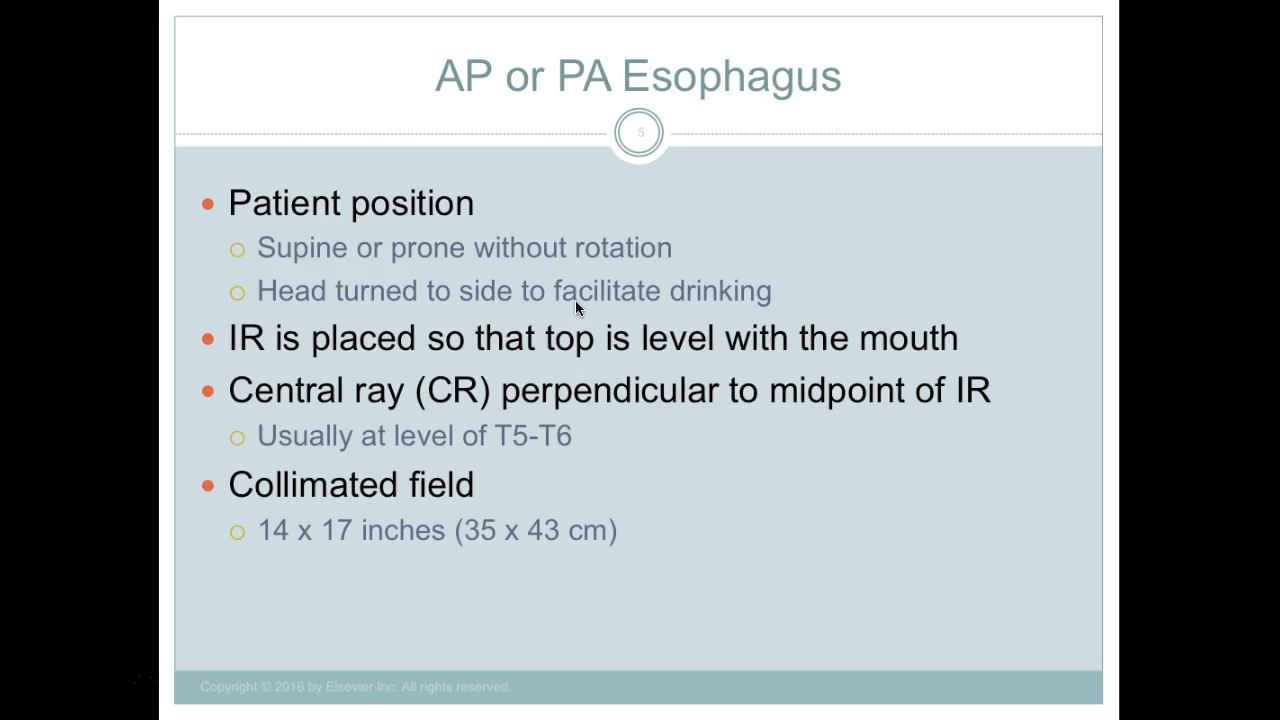 AP or PA Esophagus
5
Patient position
Supine or prone without rotation
Head turned to side to facilitate drinking
IR is placed so that top is level with the mouth
Central ray (CR) perpendicular to midpoint of IR
Usually at level of T5-T6
Collimated field
14 x 17 inches (35 x 43 cm)
Copyright © 2016 by Elsevier Inc. All rights reserved.